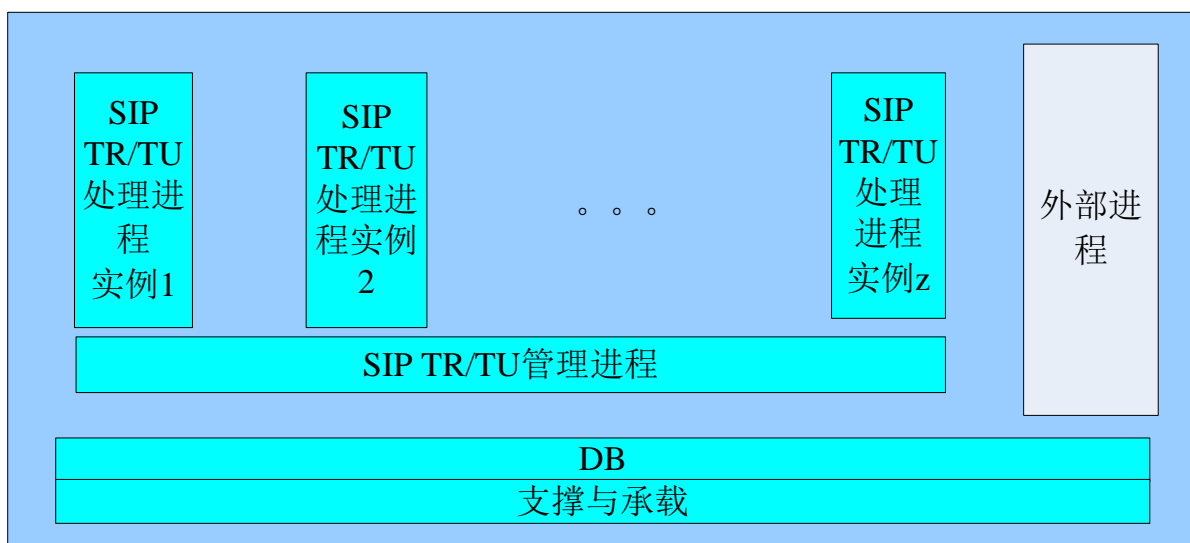 SIP
TR/TU
处理进
程
实例1
SIP
TR/TU
处理进
程实例
2
。。。
SIP
TR/TU
处理
进程
实例z
外部进
程
SIP TR/TU管理进程
DB
支撑与承载